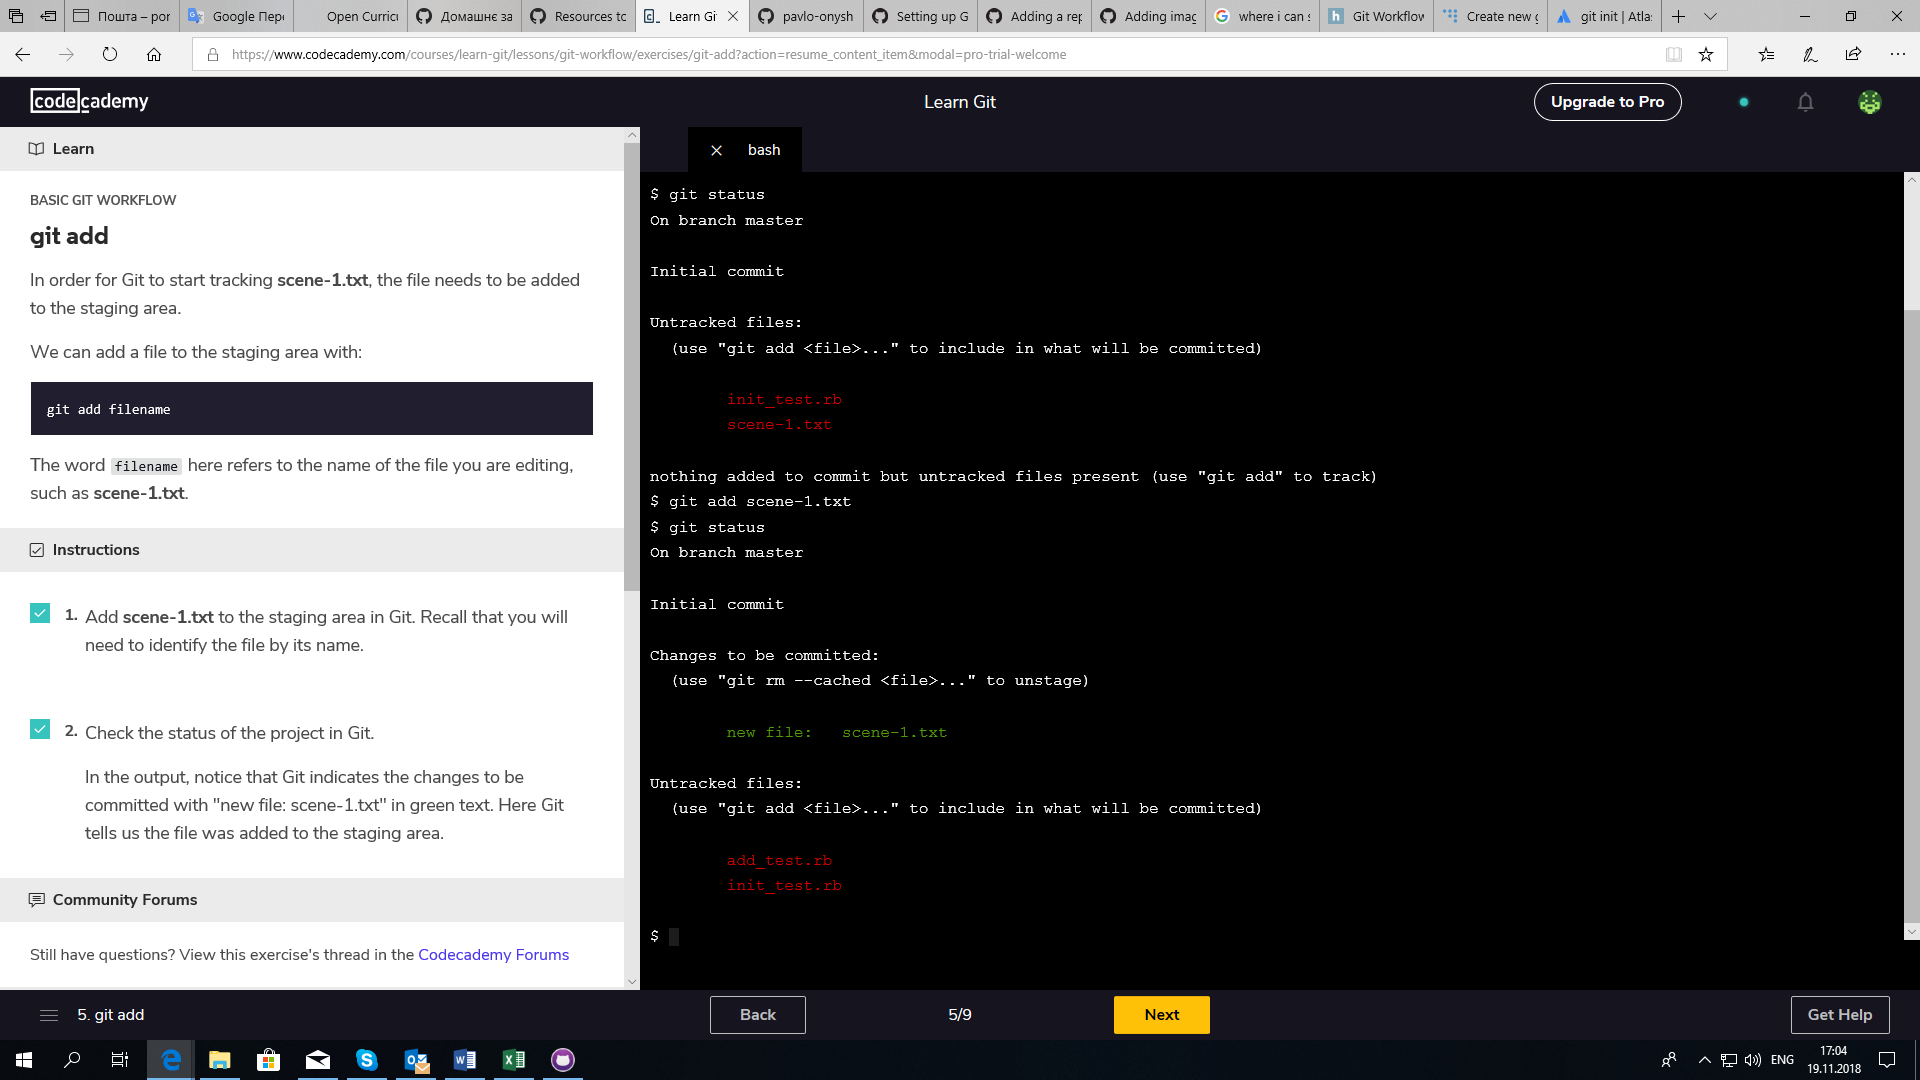 Пошта – por
Google Пере
Open Curricu
Домашнє за
Resources to
Learn Gi
pavlo-onysh
Setting up G
Adding a rep
Adding imag
where i can s
Git Workflow
Create new g
git init | Atlas
https://www.codecademy.com/courses/learn-git/lessons/git-workflow/exercises/git-add?action=resume_content_item&modal=pro-trial-welcome
codecademy
Learn Git
Upgrade to Pro
Learn
bash
BASIC GIT WORKFLOW
git add
In order for Git to start tracking scene-1.txt, the file needs to be added
to the staging area.
We can add a file to the staging area with:
git add filename
The word filename here refers to the name of the file you are editing,
such as scene-1.txt.
Instructions
1. Add scene-1.txt to the staging area in Git. Recall that you will
need to identify the file by its name.
2. Check the status of the project in Git.
In the output, notice that Git indicates the changes to be
committed with "new file: scene-1.txt" in green text. Here Git
tells us the file was added to the staging area.
Community Forums
Still have questions? View this exercise's thread in the Codecademy Forums
$ git status
On branch master
Initial commit
Untracked files:
(use "git add <file>..." to include in what will be committed)
init_test.rb
scene-1.txt
nothing added to commit but untracked files present (use "git add" to track)
$ git add scene-1.txt
$ git status
On branch master
Initial commit
Changes to be committed:
(use "git rm --cached <file>..." to unstage)
new file:   scene-1.txt
Untracked files:
(use "git add <file>..." to include in what will be committed)
add_test.rb
init_test.rb
$
5. git add
Back
5/9
Next
Get Help
ENG
17:04
19.11.2018